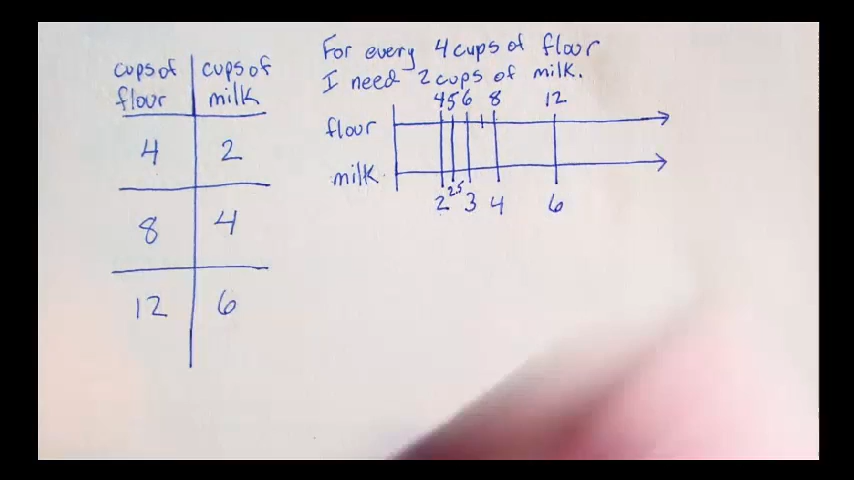 For every 4 cups of flour
I need 2 cups of milk.
cups of flour | cups of milk
4 | 2
8 | 4
12 | 6
4 5 6 8 12
flour
milk
2 2.5 3 4 6